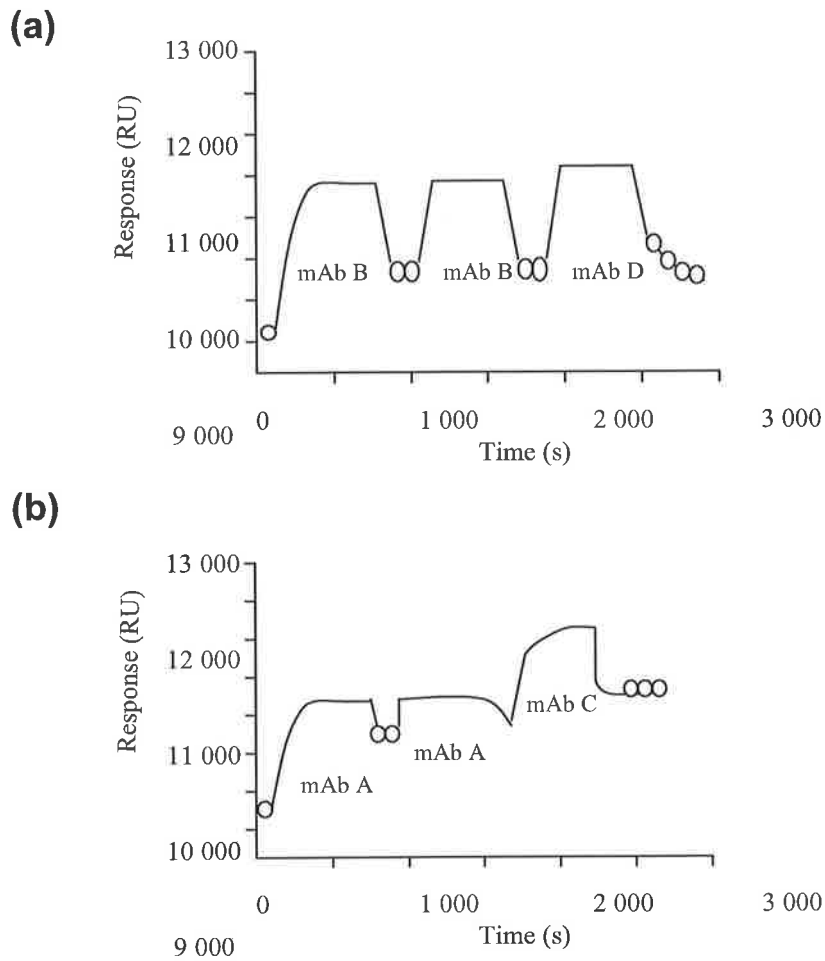 (a)
13 000
12 000
11 000
10 000
9 000
Response (RU)
mAb B
mAb B
mAb D
0
1 000
2 000
3 000
Time (s)
(b)
13 000
12 000
11 000
10 000
9 000
Response (RU)
mAb A
mAb A
mAb C
0
1 000
2 000
3 000
Time (s)